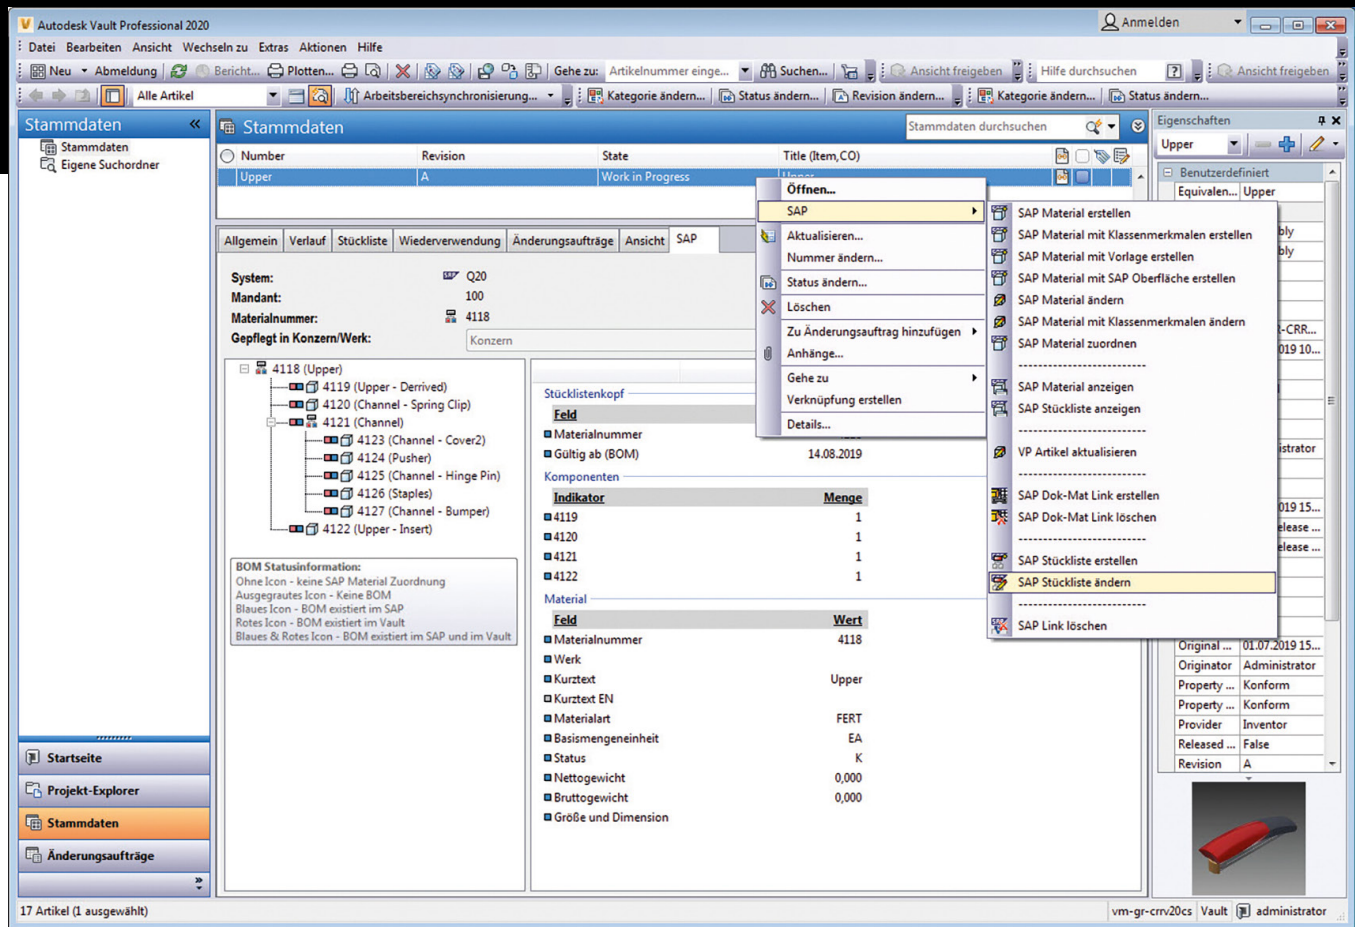 Autodesk Vault Professional 2020
Anmelden
Datei Bearbeiten Ansicht Wechseln zu Extras Aktionen Hilfe
Neu Abmeldung Bericht... Plotten... Gehe zu: Artikelnummer einge... Suchen... Ansicht freigeben Hilfe durchsuchen Ansicht freigeben
Alle Artikel Arbeitsbereichsynchronisierung... Kategorie ändern... Status ändern... Revision ändern... Kategorie ändern... Status ändern...
Stammdaten
Stammdaten
Eigene Suchordner
Startseite
Projekt-Explorer
Stammdaten
Änderungsaufträge
Stammdaten
Stammdaten durchsuchen
Number Revision State Title (Item,CO)
Upper A Work in Progress
Allgemein Verlauf Stückliste Wiederverwendung Änderungsaufträge Ansicht SAP
System: SAP Q20
Mandant: 100
Materialnummer: 4118
Gepflegt in Konzern/Werk: Konzern
4118 (Upper)
4119 (Upper - Derrived)
4120 (Channel - Spring Clip)
4121 (Channel)
4123 (Channel - Cover2)
4124 (Pusher)
4125 (Channel - Hinge Pin)
4126 (Staples)
4127 (Channel - Bumper)
4122 (Upper - Insert)
BOM Statusinformation:
Ohne Icon - keine SAP Material Zuordnung
Ausgegrautes Icon - Keine BOM
Blaues Icon - BOM existiert im SAP
Rotes Icon - BOM existiert im Vault
Blaues & Rotes Icon - BOM existiert im SAP und im Vault
Stücklistenkopf
Feld
Materialnummer
Gültig ab (BOM) 14.08.2019
Komponenten
Indikator Menge
4119 1
4120 1
4121 1
4122 1
Material
Feld Wert
Materialnummer 4118
Werk
Kurztext Upper
Kurztext EN
Materialart FERT
Basismengeneinheit EA
Status K
Nettogewicht 0,000
Bruttogewicht 0,000
Größe und Dimension
Öffnen...
SAP
Aktualisieren...
Nummer ändern...
Status ändern...
Löschen
Zu Änderungsauftrag hinzufügen
Anhänge...
Gehe zu
Verknüpfung erstellen
Details...
SAP Material erstellen
SAP Material mit Klassenmerkmalen erstellen
SAP Material mit Vorlage erstellen
SAP Material mit SAP Oberfläche erstellen
SAP Material ändern
SAP Material mit Klassenmerkmalen ändern
SAP Material zuordnen
--------------------------
SAP Material anzeigen
SAP Stückliste anzeigen
--------------------------
VP Artikel aktualisieren
--------------------------
SAP Dok-Mat Link erstellen
SAP Dok-Mat Link löschen
--------------------------
SAP Stückliste erstellen
SAP Stückliste ändern
--------------------------
SAP Link löschen
Eigenschaften
Upper
Benutzerdefiniert
Equivalen... Upper
Original ... 01.07.2019 15...
Originator Administrator
Property ... Konform
Property ... Konform
Provider Inventor
Released ... False
Revision A
17 Artikel (1 ausgewählt)
vm-gr-crrv20cs Vault administrator